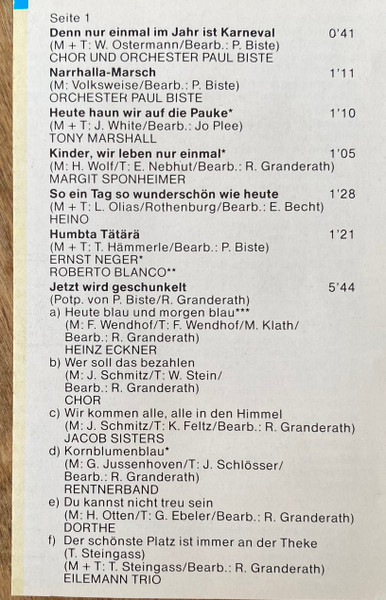 Seite 1
Denn nur einmal im Jahr ist Karneval 0'41
(M + T: W. Ostermann/Bearb.: P. Biste)
CHOR UND ORCHESTER PAUL BISTE
Narrhalla-Marsch 1'11
(M: Volksweise/Bearb.: P. Biste)
ORCHESTER PAUL BISTE
Heute haun wir auf die Pauke* 1'10
(M + T: J. White/Bearb.: Jo Plee)
TONY MARSHALL
Kinder, wir leben nur einmal* 1'05
(M: H. Wolf/T: E. Nebhut/Bearb.: R. Granderath)
MARGIT SPONHEIMER
So ein Tag so wunderschön wie heute 1'28
(M + T: L. Olias/Rothenburg/Bearb.: E. Becht)
HEINO
Humbta Tätärä 1'21
(M + T: T. Hämmerle/Bearb.: P. Biste)
ERNST NEGER*
ROBERTO BLANCO**
Jetzt wird geschunkelt 5'44
(Potp. von P. Biste/R. Granderath)
a) Heute blau und morgen blau***
(M: F. Wendhof/T: F. Wendhof/M. Klath/
Bearb.: R. Granderath)
HEINZ ECKNER
b) Wer soll das bezahlen
(M: J. Schmitz/T: W. Stein/
Bearb.: R. Granderath)
CHOR
c) Wir kommen alle, alle in den Himmel
(M: J. Schmitz/T: K. Feltz/Bearb.: R. Granderath)
JACOB SISTERS
d) Kornblumenblau*
(M: G. Jussenhoven/T: J. Schlösser/
Bearb.: R. Granderath)
RENTNERBAND
e) Du kannst nicht treu sein
(M: H. Otten/T: G. Ebeler/Bearb.: R. Granderath)
DORTHE
f) Der schönste Platz ist immer an der Theke
(T. Steingass)
(M + T: T. Steingass/Bearb.: R. Granderath)
EILEMANN TRIO